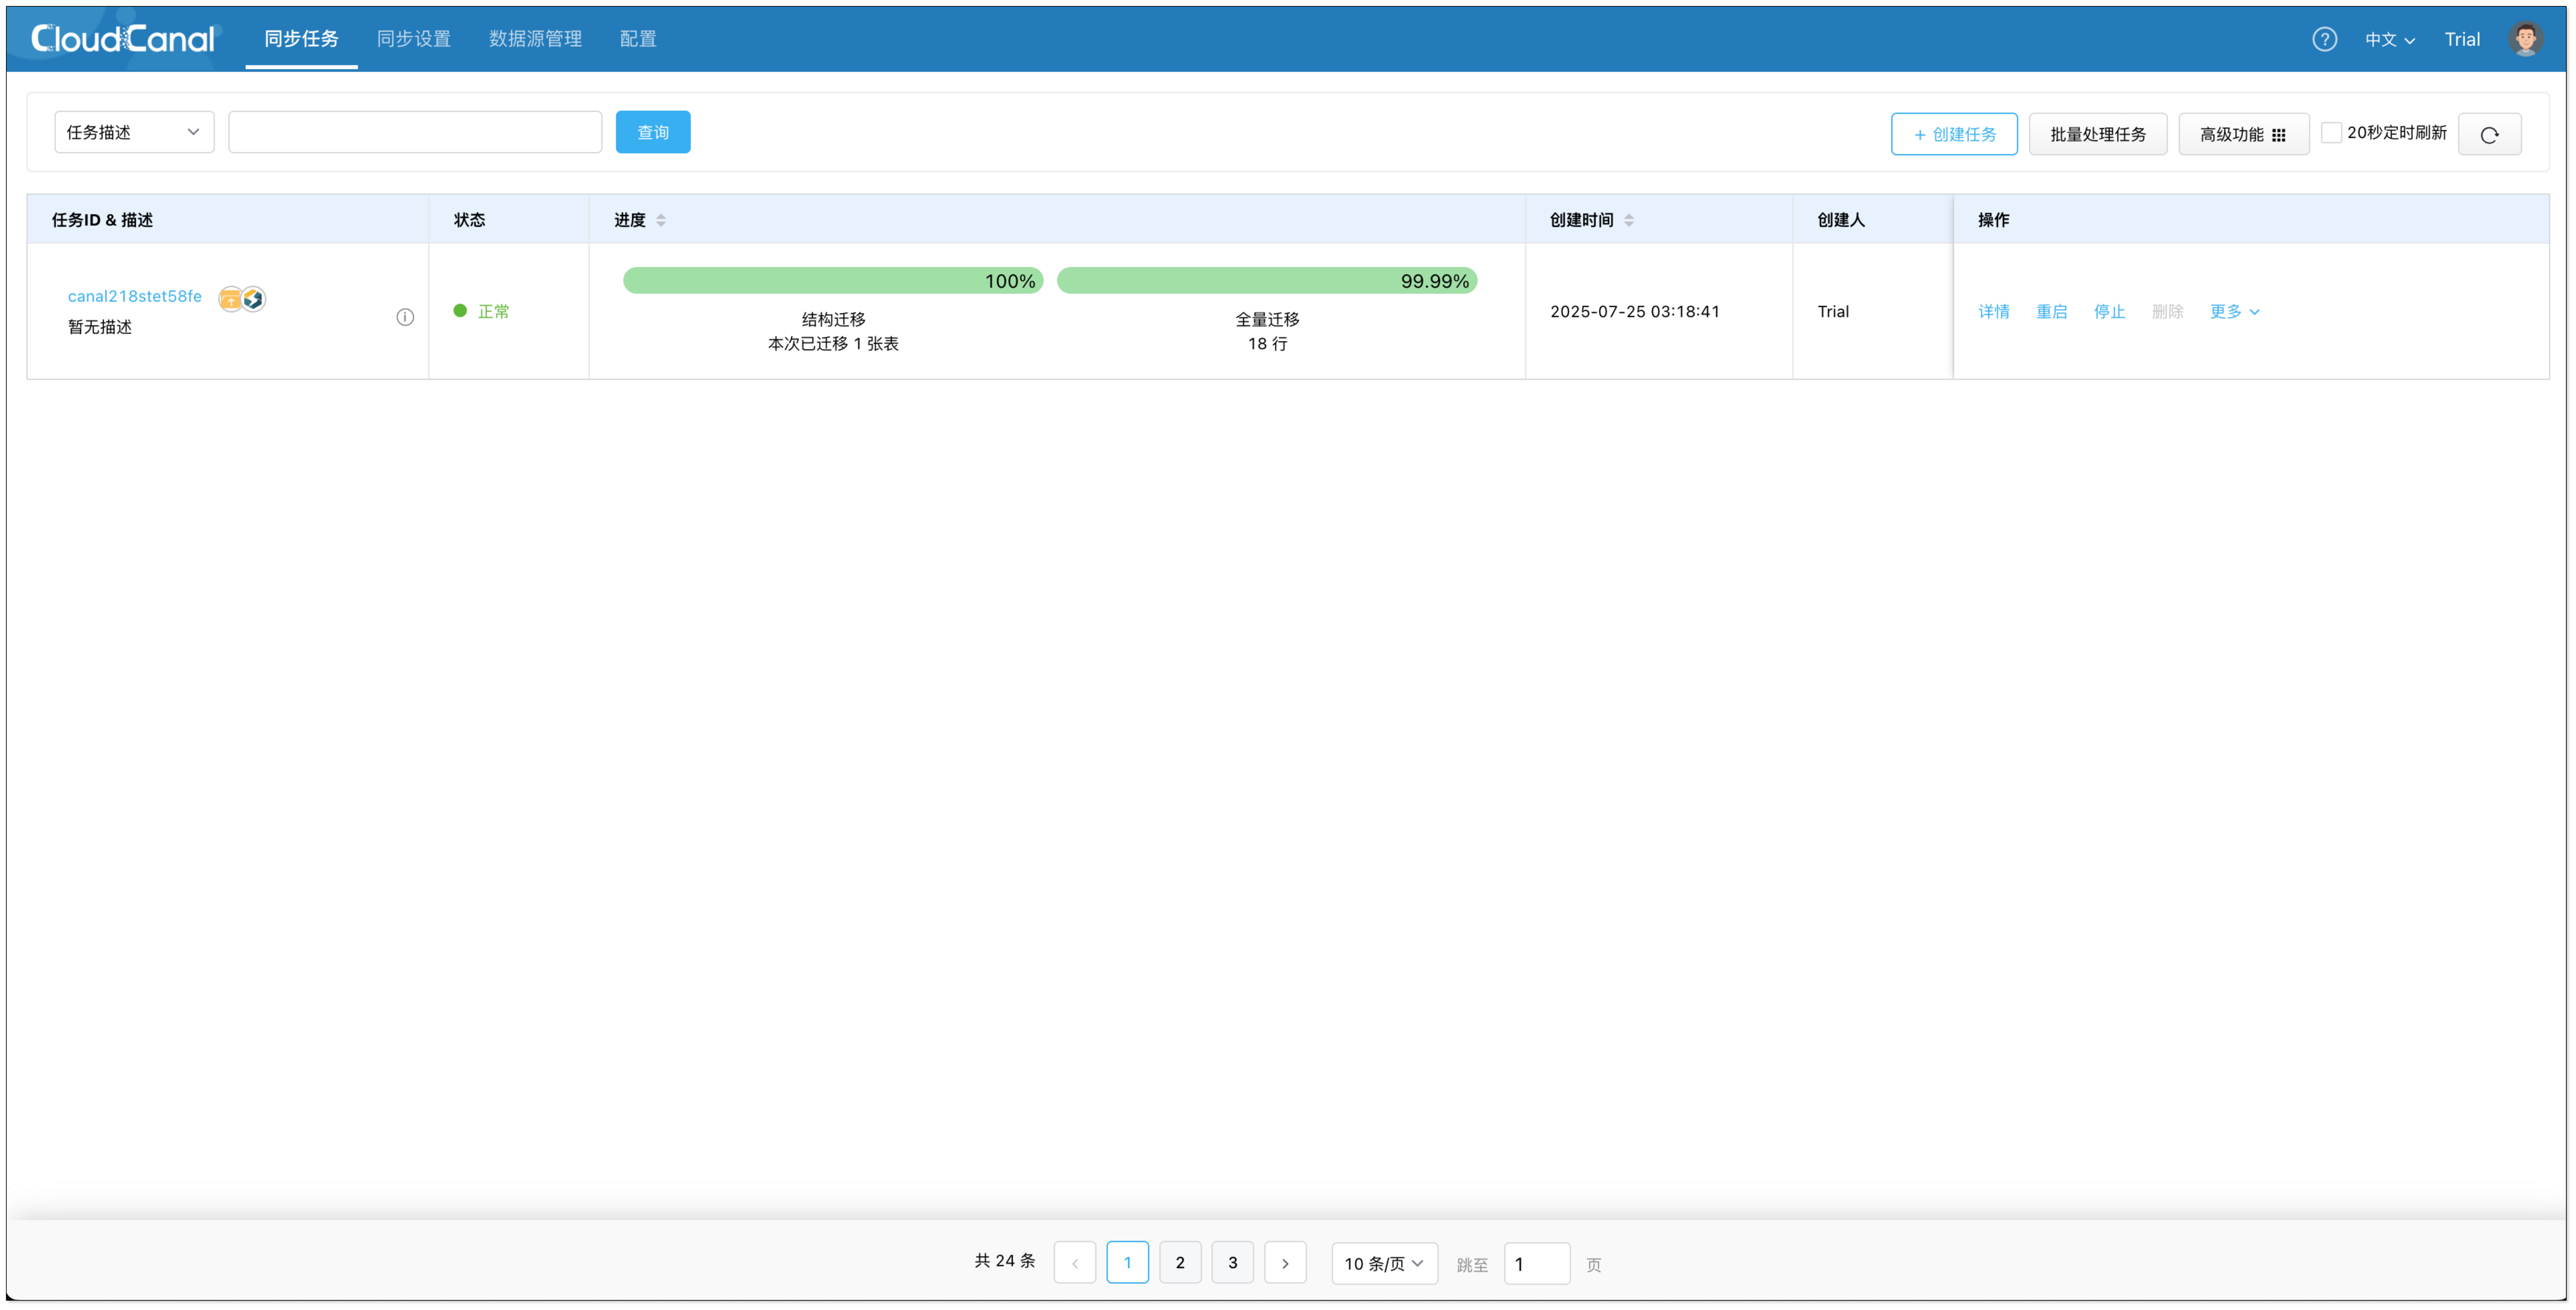 CloudCanal 同步任务 同步设置 数据源管理 配置 ? 中文 Trial
任务描述 查询 + 创建任务 批量处理任务 高级功能 20秒定时刷新
任务ID & 描述 状态 进度 创建时间 创建人 操作
canal218stet58fe
暂无描述
正常
100%
结构迁移
本次已迁移 1 张表
99.99%
全量迁移
18 行
2025-07-25 03:18:41
Trial
详情 重启 停止 删除 更多
共 24 条 1 2 3 10 条/页 跳至 1 页